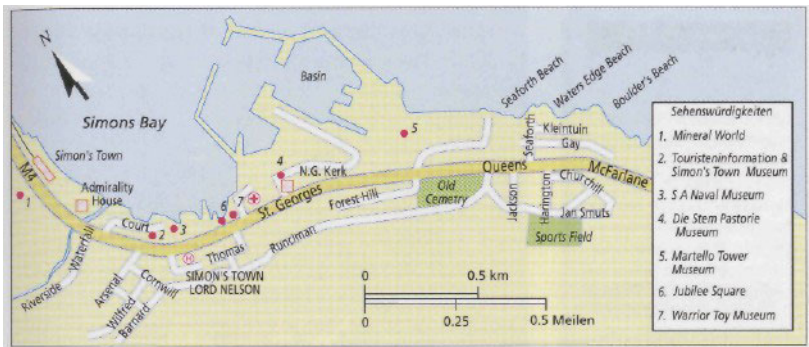 N
Simons Bay
Basin
Seaforth Beach
Waters Edge Beach
Boulder's Beach
M4
Simon's Town
Admirality
House
1
Court
2
3
4
5
6
7
N.G. Kerk
St. Georges
Queens
McFarlane
Seaforth
Kleintuin
Gay
Forest Hill
Old
Cemetry
Jackson
Harington
Churchill
Jan Smuts
Sports Field
Waterfall
Riverside
Arsenal
Wilfred
Barnard
Cornwill
Thomas
Runciman
H
SIMON'S TOWN
LORD NELSON
0
0.5 km
0
0.25
0.5 Meilen
Sehenswürdigkeiten
1. Mineral World
2. Touristeninformation &
Simon's Town Museum
3. S A Naval Museum
4. Die Stem Pastorie
Museum
5. Martello Tower
Museum
6. Jubilee Square
7. Warrior Toy Museum